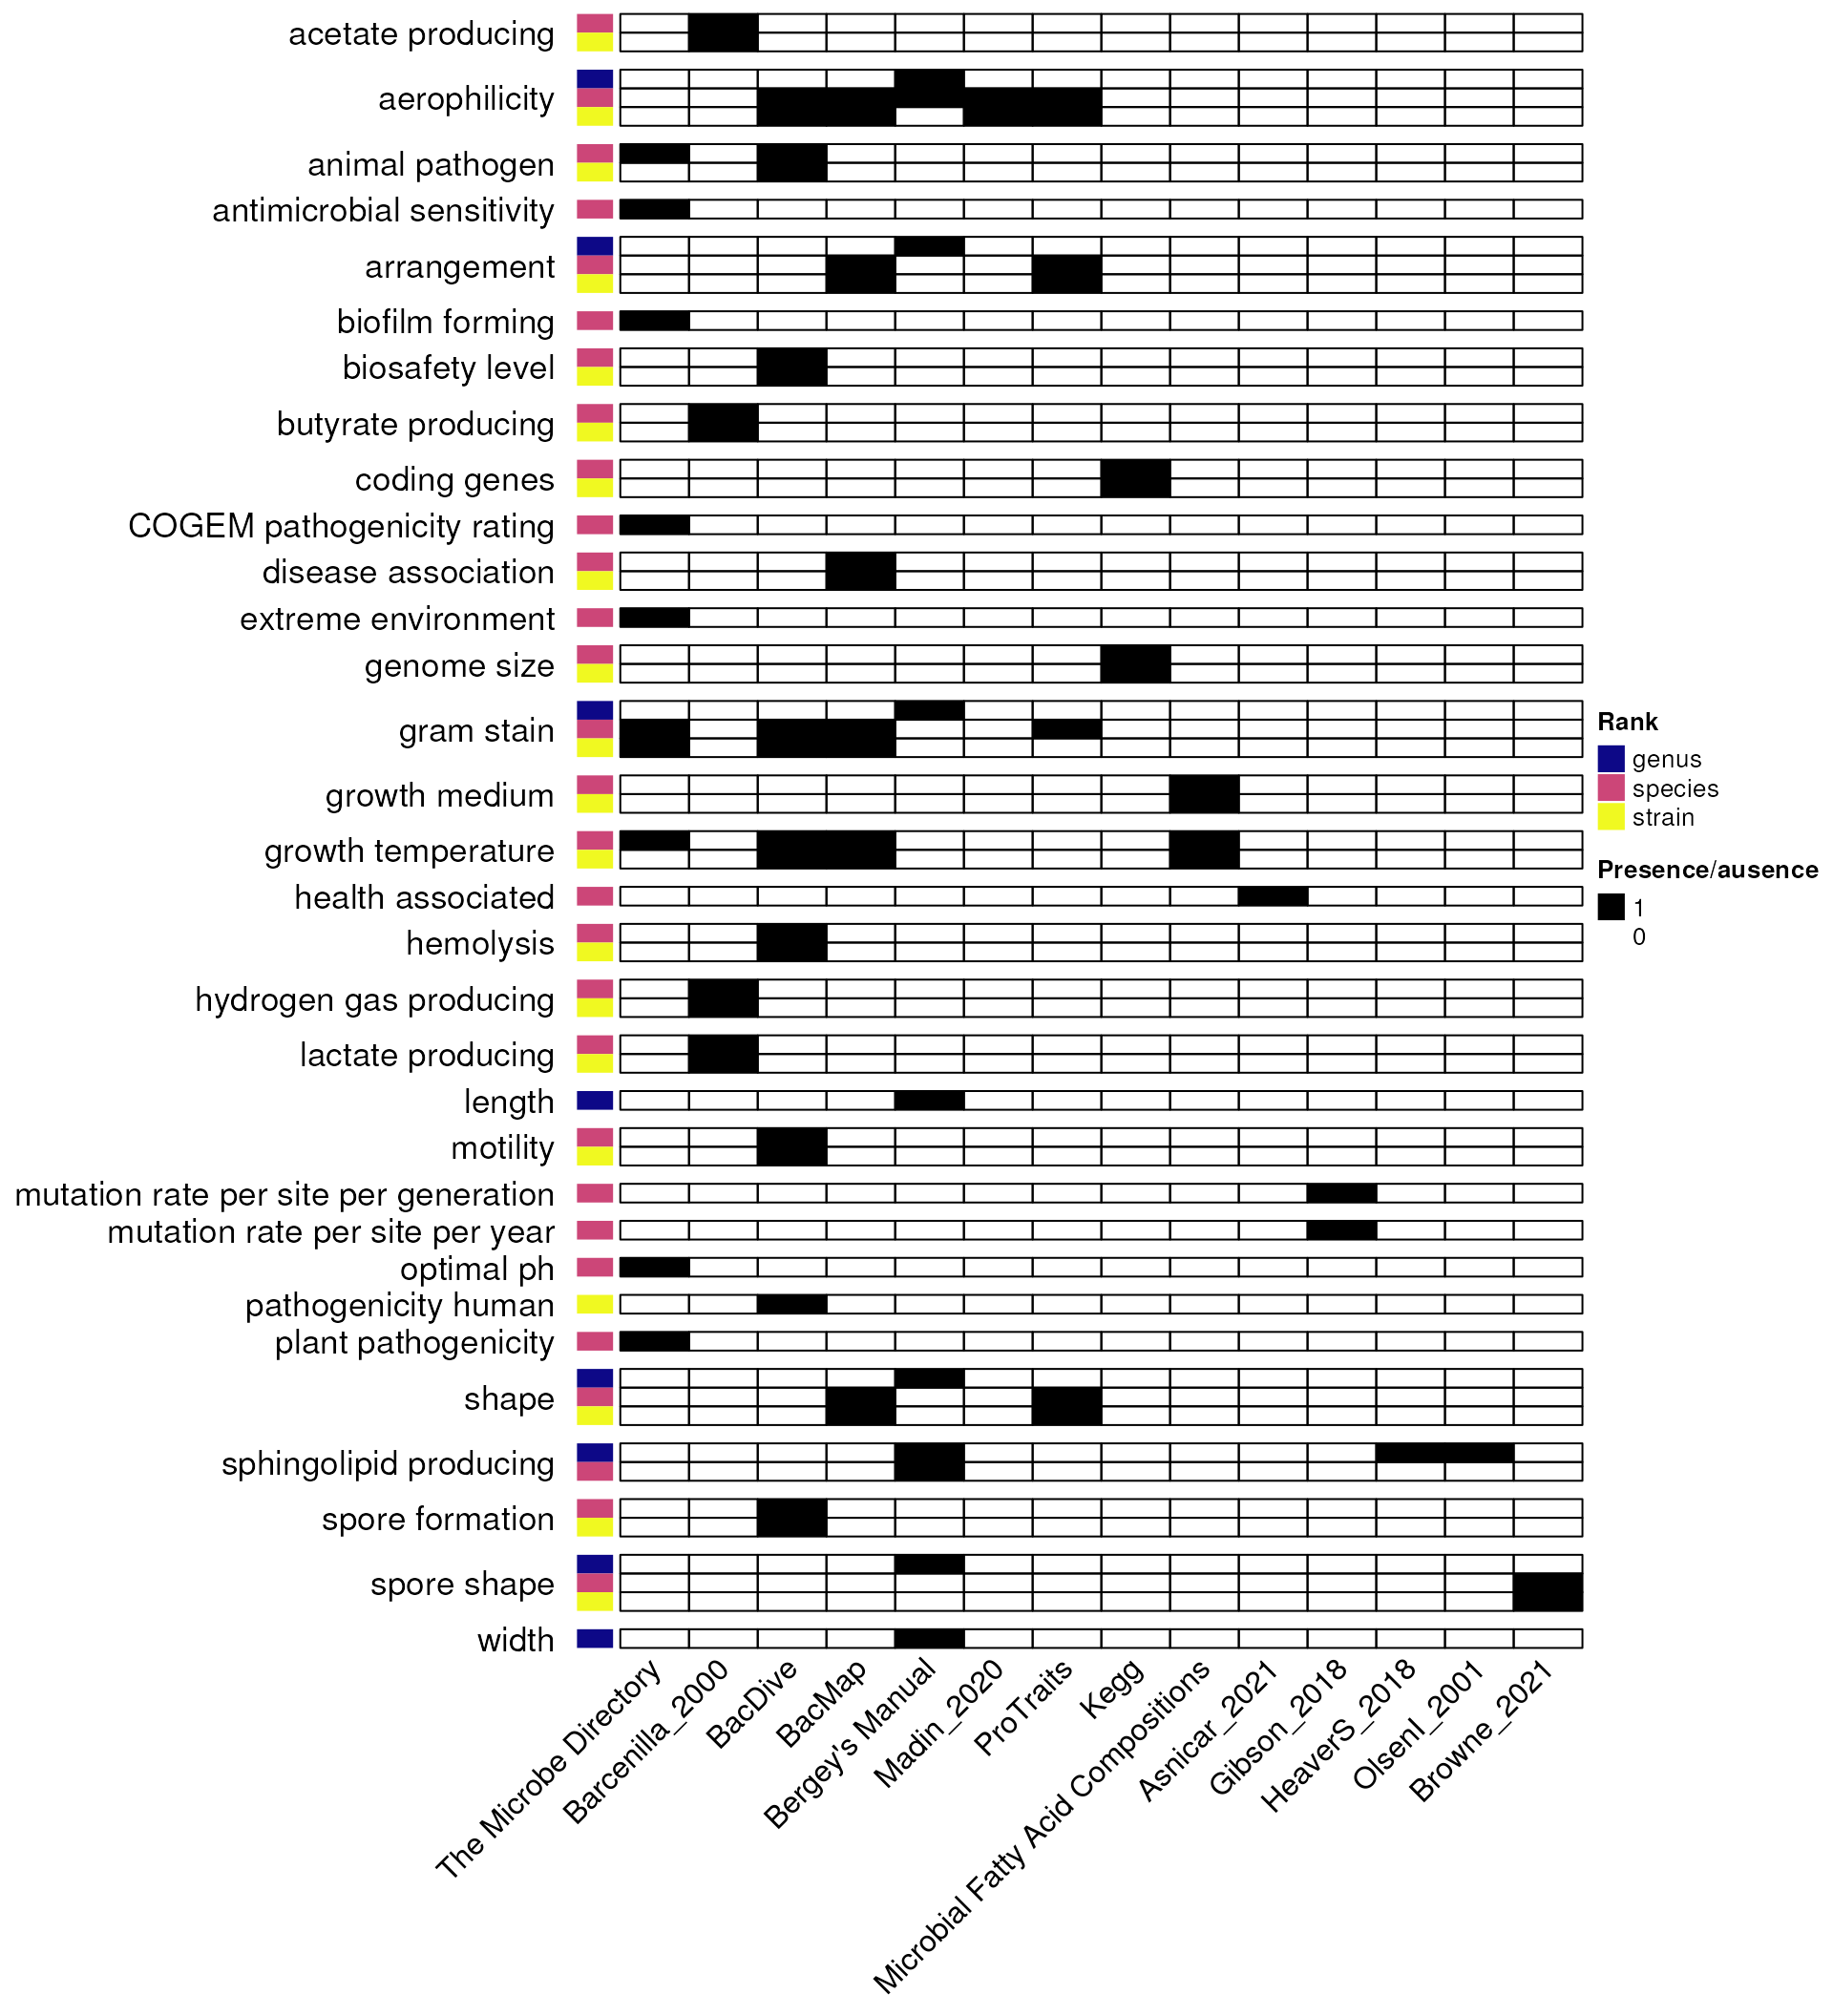 acetate producing
aerophilicity
animal pathogen
antimicrobial sensitivity
arrangement
biofilm forming
biosafety level
butyrate producing
coding genes
COGEM pathogenicity rating
disease association
extreme environment
genome size
gram stain
growth medium
growth temperature
health associated
hemolysis
hydrogen gas producing
lactate producing
length
motility
mutation rate per site per generation
mutation rate per site per year
optimal ph
pathogenicity human
plant pathogenicity
shape
sphingolipid producing
spore formation
spore shape
width
Rank
genus
species
strain
Presence/ausence
1
0
The Microbe Directory
Barcenilla_2000
BacDive
BacMap
Bergey's Manual
Madin_2020
ProTraits
Kegg
Microbial Fatty Acid Compositions
Asnicar_2021
Gibson_2018
HeaverS_2018
OlsenI_2001
Browne_2021